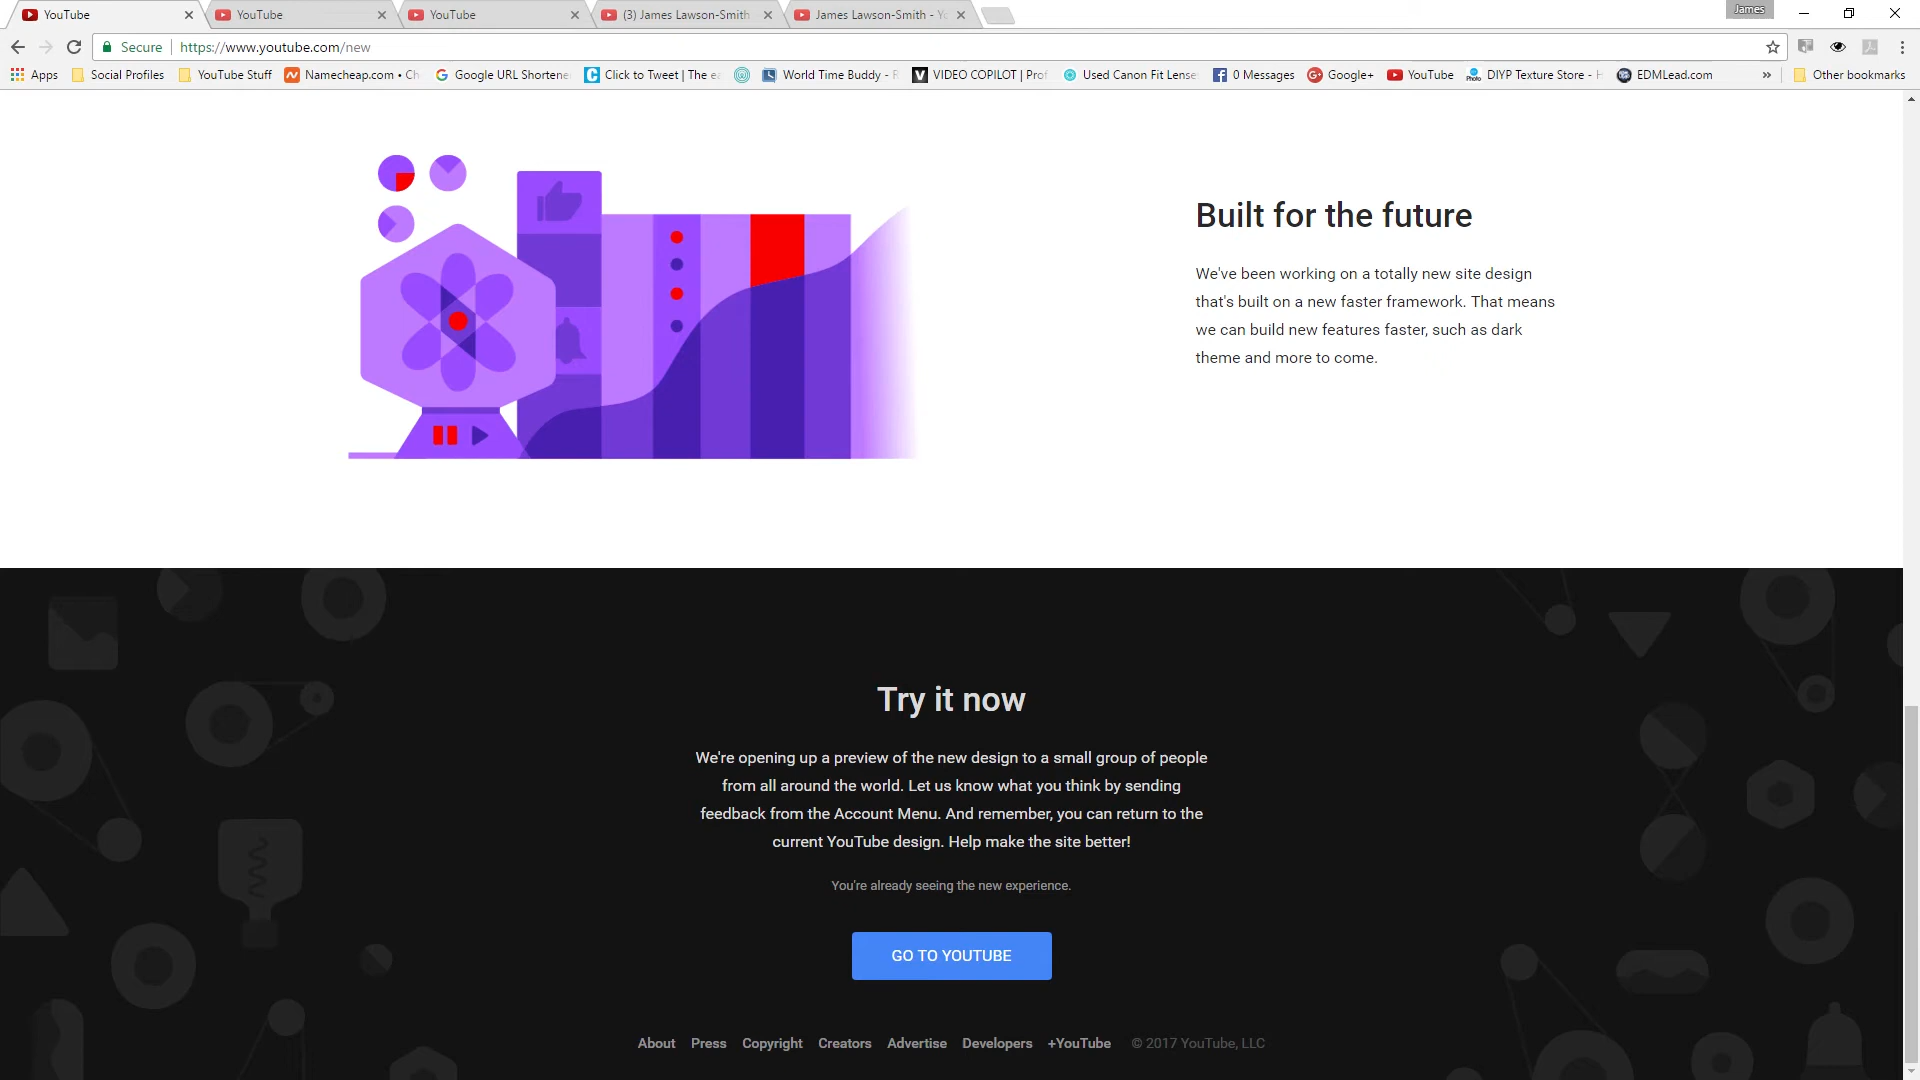 YouTube
YouTube
YouTube
(3) James Lawson-Smith
James Lawson-Smith - Yo
James
Secure
https://www.youtube.com/new
Apps
Social Profiles
YouTube Stuff
Namecheap.com • Ch
Google URL Shortene
Click to Tweet | The ea
World Time Buddy - R
VIDEO COPILOT | Prof
Used Canon Fit Lense
0 Messages
Google+
YouTube
DIYP Texture Store - H
EDMLead.com
»
Other bookmarks
Built for the future
We've been working on a totally new site design
that's built on a new faster framework. That means
we can build new features faster, such as dark
theme and more to come.
Try it now
We're opening up a preview of the new design to a small group of people
from all around the world. Let us know what you think by sending
feedback from the Account Menu. And remember, you can return to the
current YouTube design. Help make the site better!
You're already seeing the new experience.
GO TO YOUTUBE
About Press Copyright Creators Advertise Developers +YouTube © 2017 YouTube, LLC